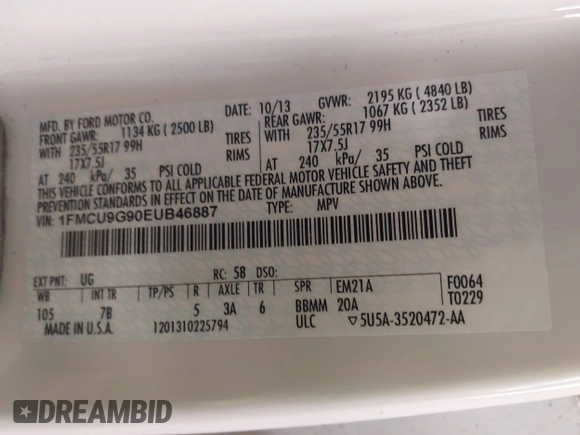 MFD. BY FORD MOTOR CO.
DATE: 10/13 GVWR: 2195 KG ( 4840 LB)
FRONT GAWR: 1134 KG ( 2500 LB) REAR GAWR: 1067 KG ( 2352 LB)
WITH 235/55R17 99H TIRES WITH 235/55R17 99H TIRES
17X7.5J RIMS 17X7.5J RIMS
AT 240 kPa/ 35 PSI COLD AT 240 kPa/ 35 PSI COLD
THIS VEHICLE CONFORMS TO ALL APPLICABLE FEDERAL MOTOR VEHICLE SAFETY AND THEFT
PREVENTION STANDARDS IN EFFECT ON THE DATE OF MANUFACTURE SHOWN ABOVE.
VIN: 1FMCU9G90EUB46887 TYPE: MPV
EXT PNT: UG RC: 58 DSO: F0064
WB INT TR TP/PS R AXLE TR SPR EM21A T0229
105 7B 5 3A 6 BBMM 20A
MADE IN U.S.A. 1201310225794 ULC ▽5U5A-3520472-AA
DREAMBID